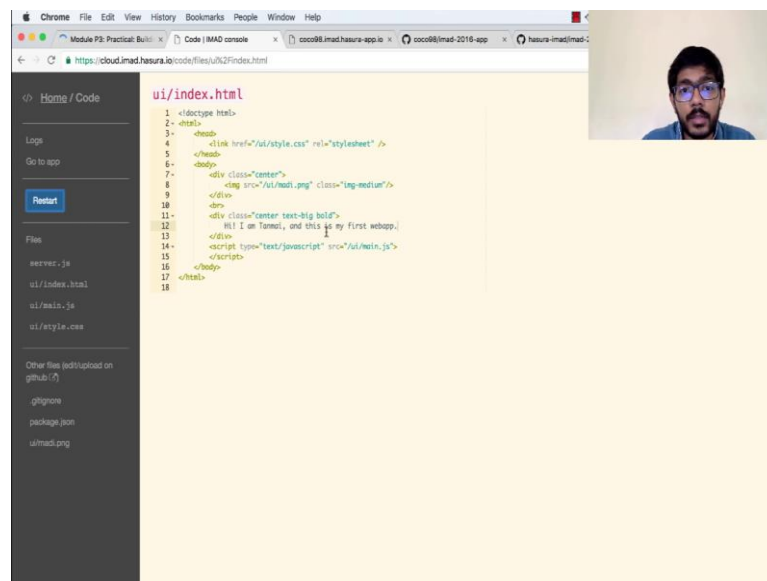 Chrome File Edit View History Bookmarks People Window Help
Module P3: Practical: Buildi
Code | IMAD console
coco98.imad.hasura-app.io
coco98/imad-2016-app
hasura-imad/imad-2
https://cloud.imad.hasura.io/code/files/ui%2Findex.html
</> Home / Code
Logs
Go to app
Restart
Files
server.js
ui/index.html
ui/main.js
ui/style.css
Other files (edit/upload on
github)
.gitignore
package.json
ui/madi.png
ui/index.html
1 <!doctype html>
2 <html>
3 <head>
4 <link href="/ui/style.css" rel="stylesheet" />
5 </head>
6 <body>
7 <div class="center">
8 <img src="/ui/madi.png" class="img-medium"/>
9 </div>
10 <br>
11 <div class="center text-big bold">
12 Hi! I am Tanmai, and this is my first webapp.
13 </div>
14 <script type="text/javascript" src="/ui/main.js">
15 </script>
16 </body>
17 </html>
18